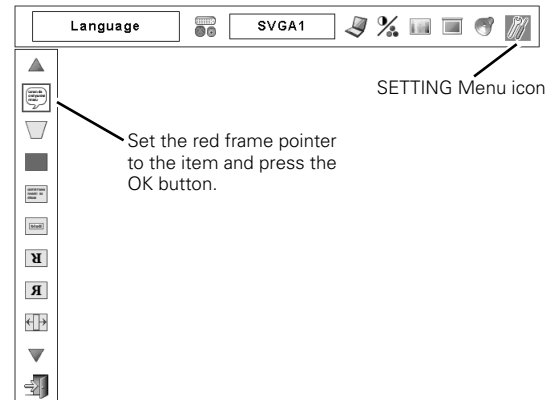 Language
SVGA1
SETTING Menu icon
Set the red frame pointer
to the item and press the
OK button.